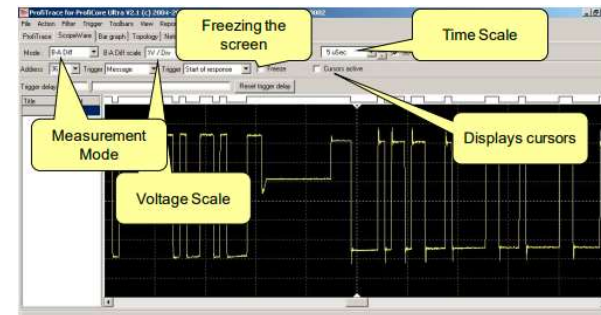 ProfiTrace for ProfiCore Ultra V2.1 (c) 2004-20
File Action Filter Trigger Toolbars View Repo
ProfiTrace ScopeWare Bar graph Topology
Freezing the
screen
5 uSec
Time Scale
Mode B-A Diff B-A Diff scale 1V / Div
Address Trigger Message Trigger Start of response Freeze Cursors active
Trigger delay Reset trigger delay
Title
Measurement
Mode
Displays cursors
Voltage Scale